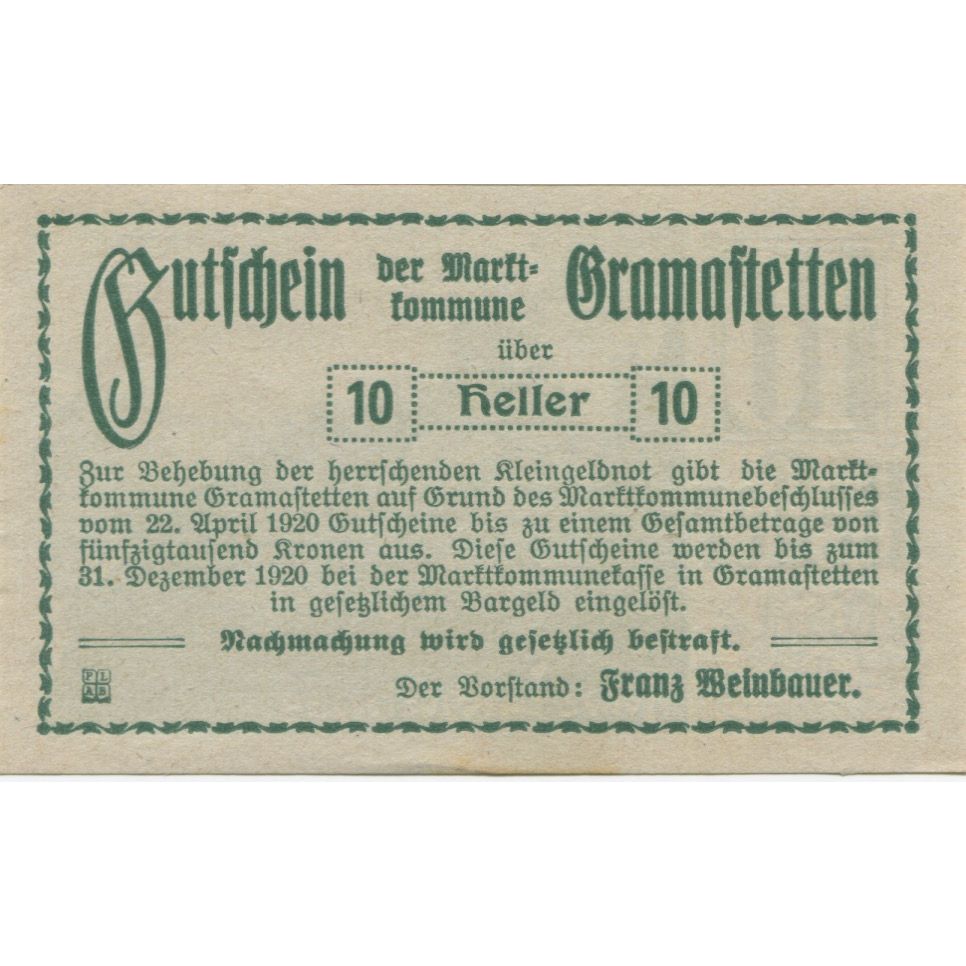 Gutschein der Markt-
kommune Gramastetten
über
10 Heller 10
Zur Behebung der herrschenden Kleingeldnot gibt die Markt-
kommune Gramastetten auf Grund des Marktkommunebeschlusses
vom 22. April 1920 Gutscheine bis zu einem Gesamtbetrage von
fünfzigtausend Kronen aus. Diese Gutscheine werden bis zum
31. Dezember 1920 bei der Marktkommunekasse in Gramastetten
in gesetzlichem Bargeld eingelöst.
Nachmachung wird gesetzlich bestraft.
Der Vorstand: Franz Weinbauer.
FL
AB